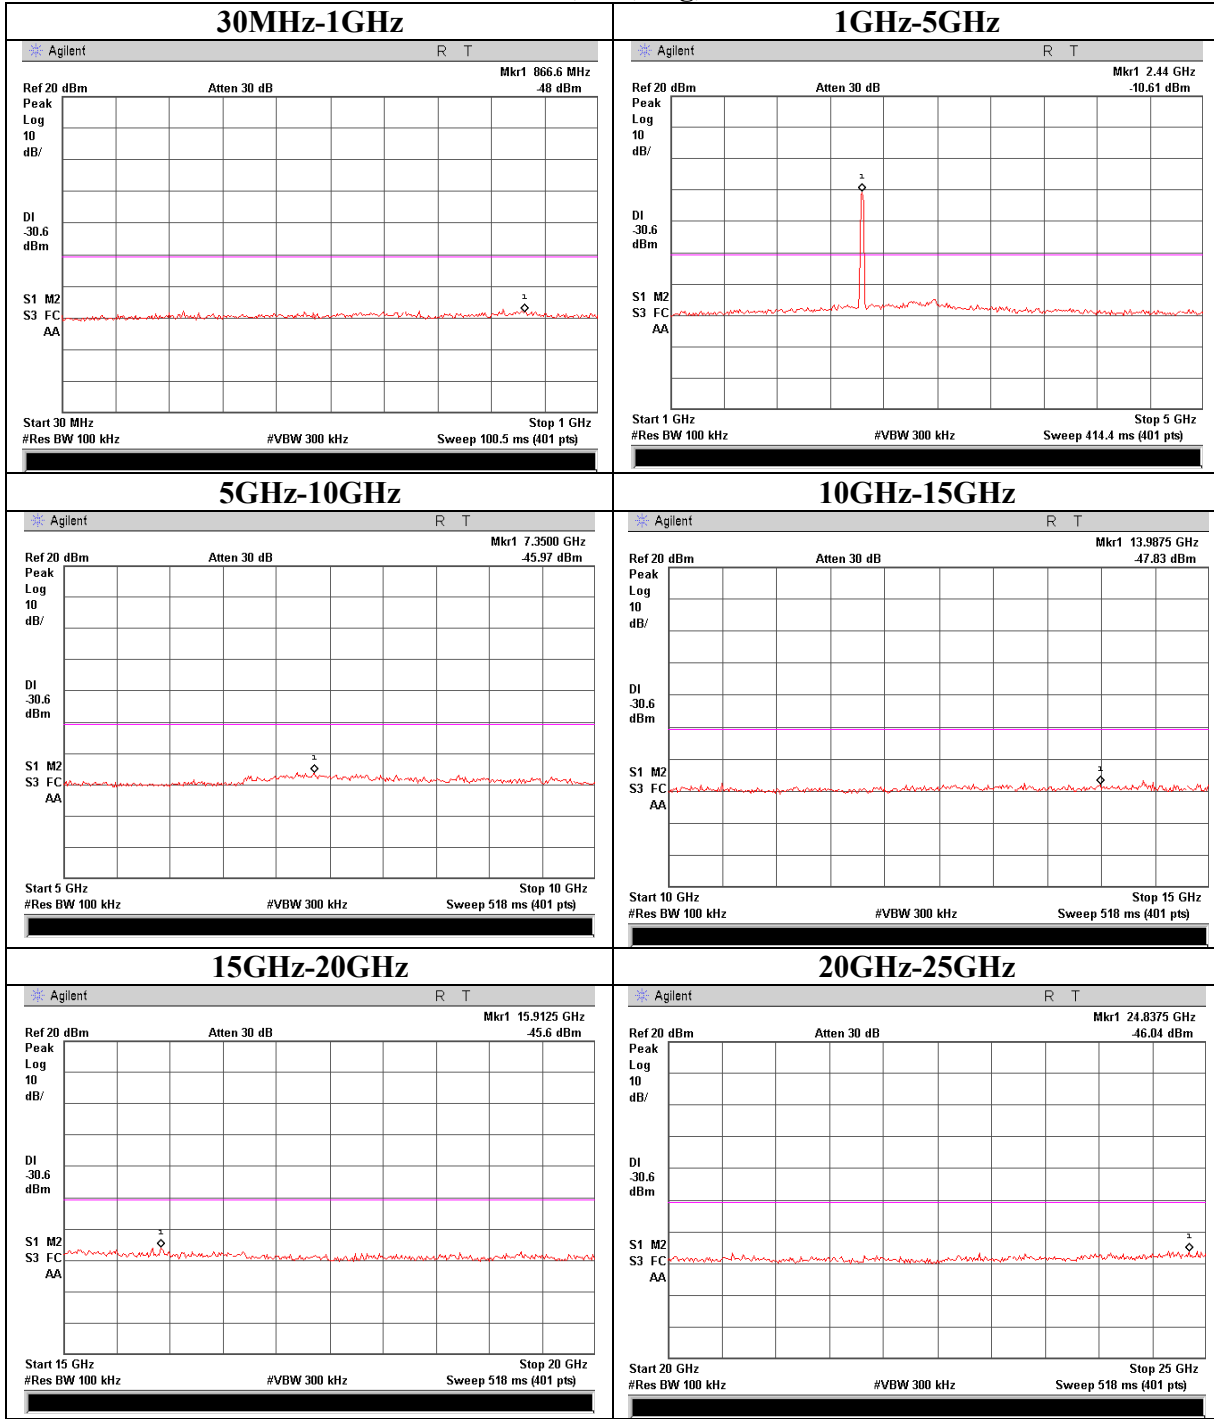 30MHz-1GHz
Agilent R T
Mkr1 866.6 MHz
Ref 20 dBm Atten 30 dB -48 dBm
Peak
Log
10
dB/
DI
-30.6
dBm
1
S1 M2
S3 FC
AA
Start 30 MHz Stop 1 GHz
#Res BW 100 kHz #VBW 300 kHz Sweep 100.5 ms (401 pts)
1GHz-5GHz
Agilent R T
Mkr1 2.44 GHz
Ref 20 dBm Atten 30 dB -10.61 dBm
Peak
Log
10
dB/
1
DI
-30.6
dBm
S1 M2
S3 FC
AA
Start 1 GHz Stop 5 GHz
#Res BW 100 kHz #VBW 300 kHz Sweep 414.4 ms (401 pts)
5GHz-10GHz
Agilent R T
Mkr1 7.3500 GHz
Ref 20 dBm Atten 30 dB -45.97 dBm
Peak
Log
10
dB/
DI
-30.6
dBm
1
S1 M2
S3 FC
AA
Start 5 GHz Stop 10 GHz
#Res BW 100 kHz #VBW 300 kHz Sweep 518 ms (401 pts)
10GHz-15GHz
Agilent R T
Mkr1 13.9875 GHz
Ref 20 dBm Atten 30 dB -47.83 dBm
Peak
Log
10
dB/
DI
-30.6
dBm
1
S1 M2
S3 FC
AA
Start 10 GHz Stop 15 GHz
#Res BW 100 kHz #VBW 300 kHz Sweep 518 ms (401 pts)
15GHz-20GHz
Agilent R T
Mkr1 15.9125 GHz
Ref 20 dBm Atten 30 dB -45.6 dBm
Peak
Log
10
dB/
DI
-30.6
dBm
1
S1 M2
S3 FC
AA
Start 15 GHz Stop 20 GHz
#Res BW 100 kHz #VBW 300 kHz Sweep 518 ms (401 pts)
20GHz-25GHz
Agilent R T
Mkr1 24.8375 GHz
Ref 20 dBm Atten 30 dB -46.04 dBm
Peak
Log
10
dB/
DI
-30.6
dBm
1
S1 M2
S3 FC
AA
Start 20 GHz Stop 25 GHz
#Res BW 100 kHz #VBW 300 kHz Sweep 518 ms (401 pts)